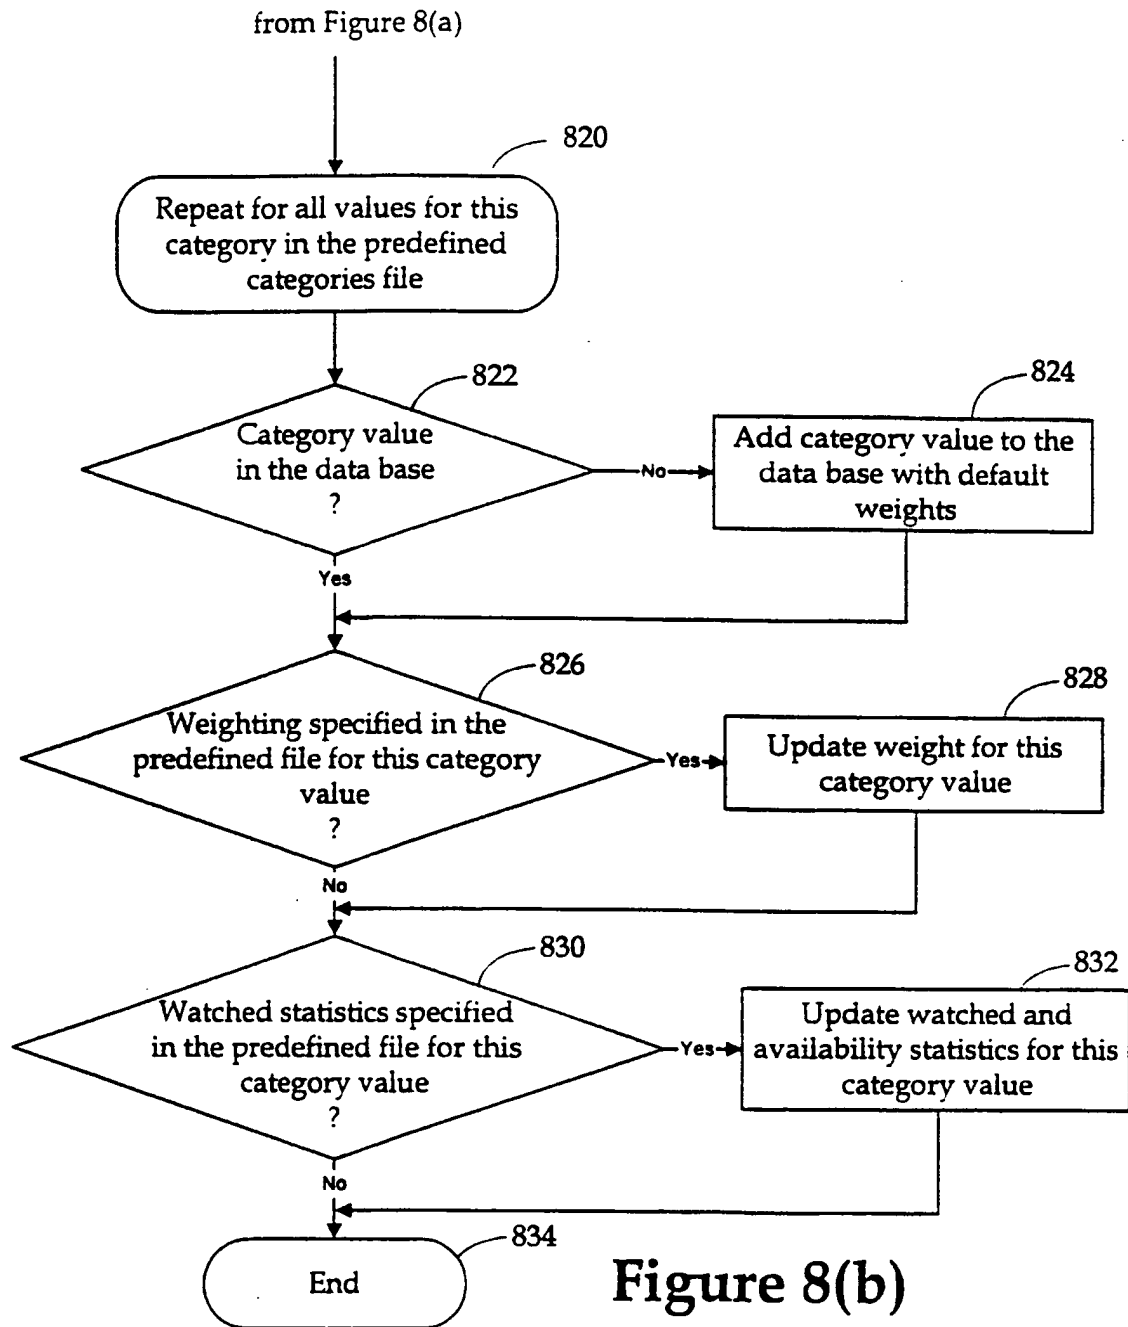 from Figure 8(a)
820
Repeat for all values for this
category in the predefined
categories file
822
Category value
in the data base
?
No
824
Add category value to the
data base with default
weights
Yes
826
Weighting specified in the
predefined file for this category
value
?
Yes
828
Update weight for this
category value
No
830
Watched statistics specified
in the predefined file for this
category value
?
Yes
832
Update watched and
availability statistics for this
category value
No
834
End
Figure 8(b)